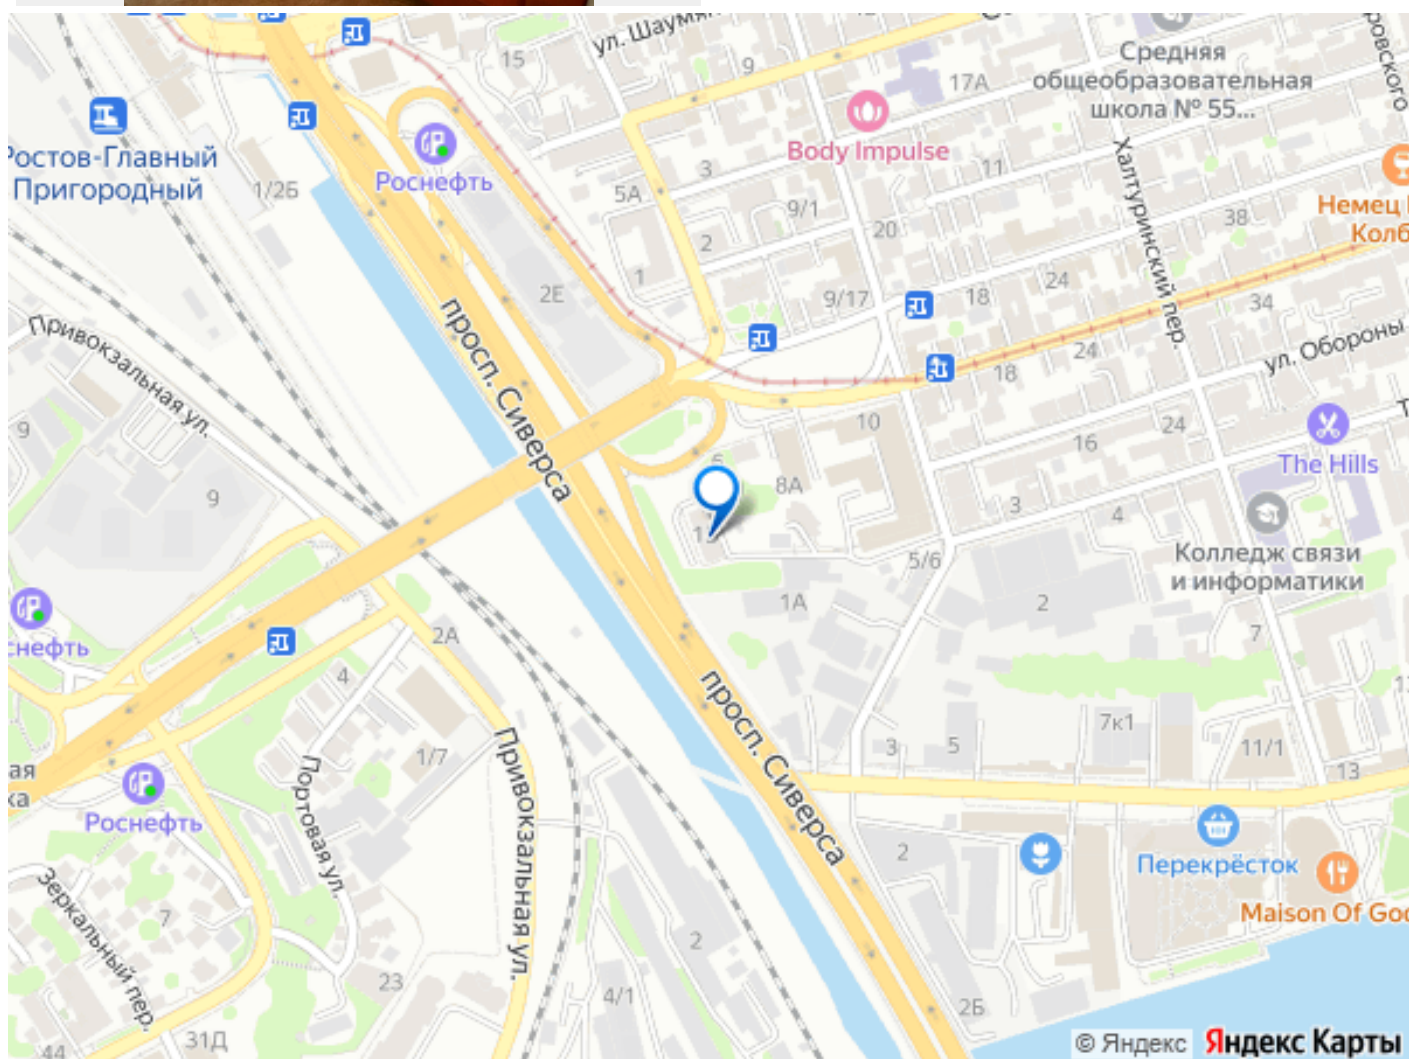 ул. Шаумян
15
9
17А
Средняя
общеобразовательная
школа № 55...
ровского
Ростов-Главный
Пригородный
1/2Б
Роснефть
Body Impulse
3
5А
11
Халтуринский пер.
9/1
2
20
38
Немец
Колб
1
2Е
9/17
18
24
34
Привокзальная ул.
просп. Сиверса
18
24
ул. Обороны
9
10
16
24
The Hills
9
6
8А
3
4
Колледж связи
и информатики
5/6
1А
2
снефть
2А
7
4
просп. Сиверса
7к1
1/7
3
5
11/1
13
ая
ха
Портовая ул.
Привокзальная ул.
Роснефть
2
Перекрёсток
Зеркальный пер.
7
Maison Of Goo
2
23
4/1
2Б
31Д
44
© Яндекс Яндекс Карты